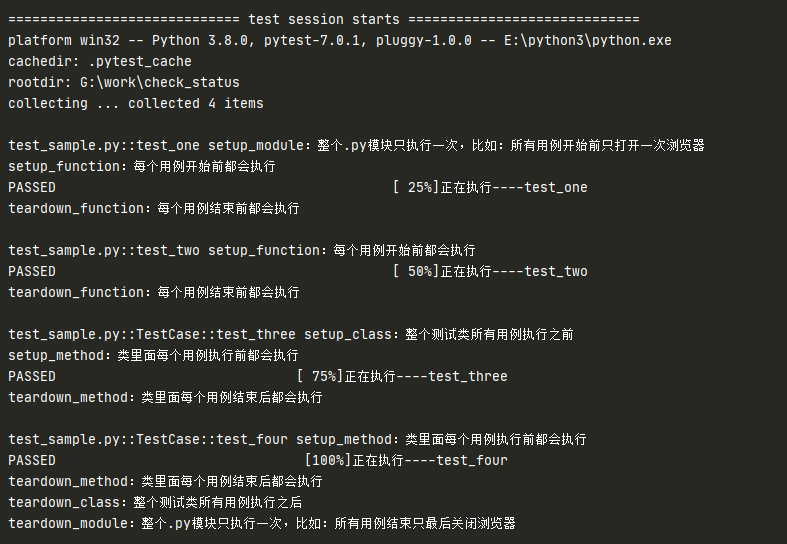 ============================= test session starts =============================
platform win32 -- Python 3.8.0, pytest-7.0.1, pluggy-1.0.0 -- E:\python3\python.exe
cachedir: .pytest_cache
rootdir: G:\work\check_status
collecting ... collected 4 items
test_sample.py::test_one setup_module：整个.py模块只执行一次，比如：所有用例开始前只打开一次浏览器
setup_function：每个用例开始前都会执行
PASSED [ 25%]正在执行----test_one
teardown_function：每个用例结束前都会执行
test_sample.py::test_two setup_function：每个用例开始前都会执行
PASSED [ 50%]正在执行----test_two
teardown_function：每个用例结束前都会执行
test_sample.py::TestCase::test_three setup_class：整个测试类所有用例执行之前
setup_method：类里面每个用例执行前都会执行
PASSED [ 75%]正在执行----test_three
teardown_method：类里面每个用例结束后都会执行
test_sample.py::TestCase::test_four setup_method：类里面每个用例执行前都会执行
PASSED [100%]正在执行----test_four
teardown_method：类里面每个用例结束后都会执行
teardown_class：整个测试类所有用例执行之后
teardown_module：整个.py模块只执行一次，比如：所有用例结束只最后关闭浏览器